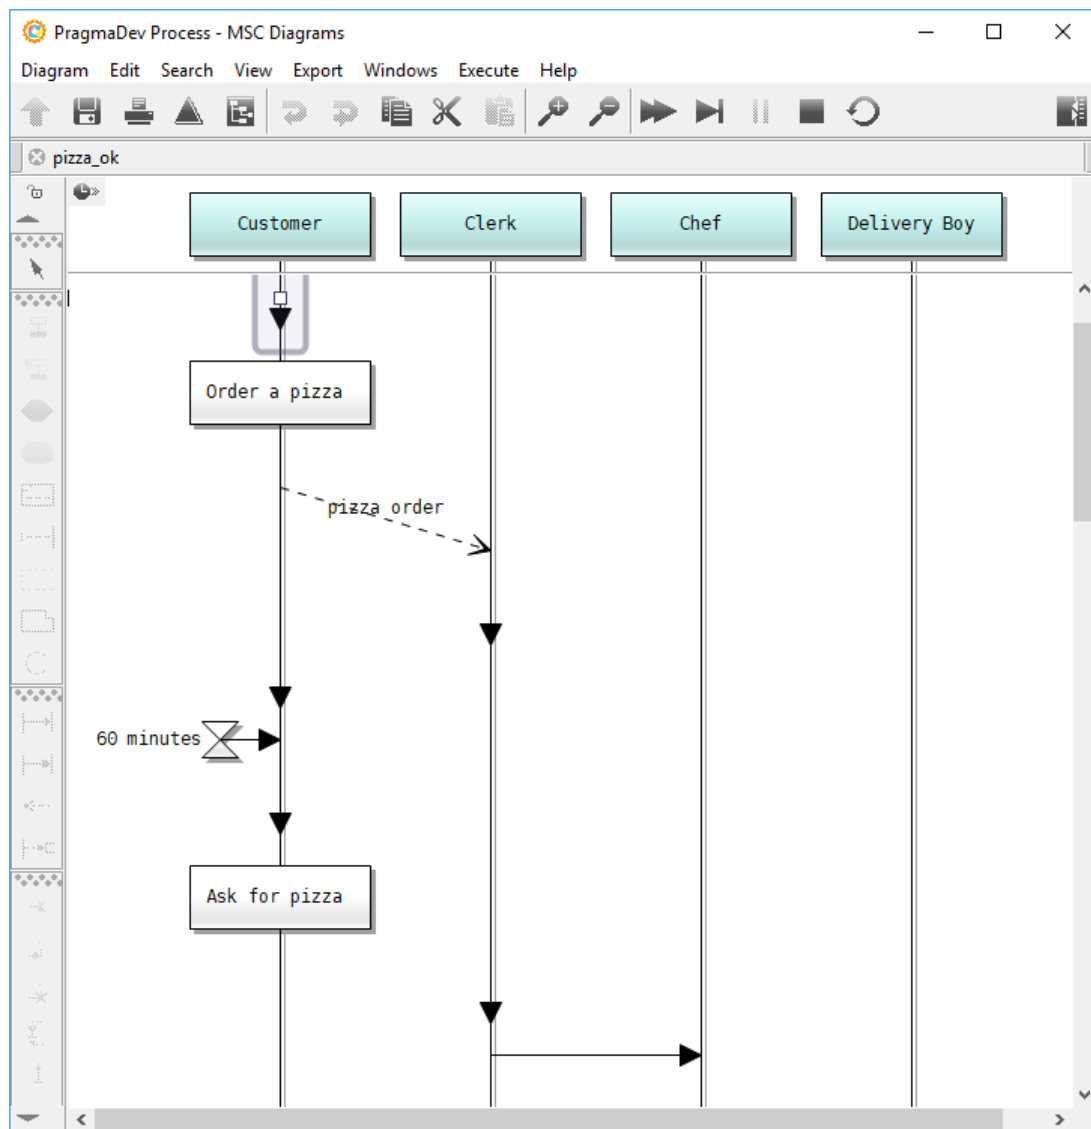 PragmaDev Process - MSC Diagrams
Diagram Edit Search View Export Windows Execute Help
pizza_ok
Customer Clerk Chef Delivery Boy
Order a pizza
pizza order
60 minutes
Ask for pizza